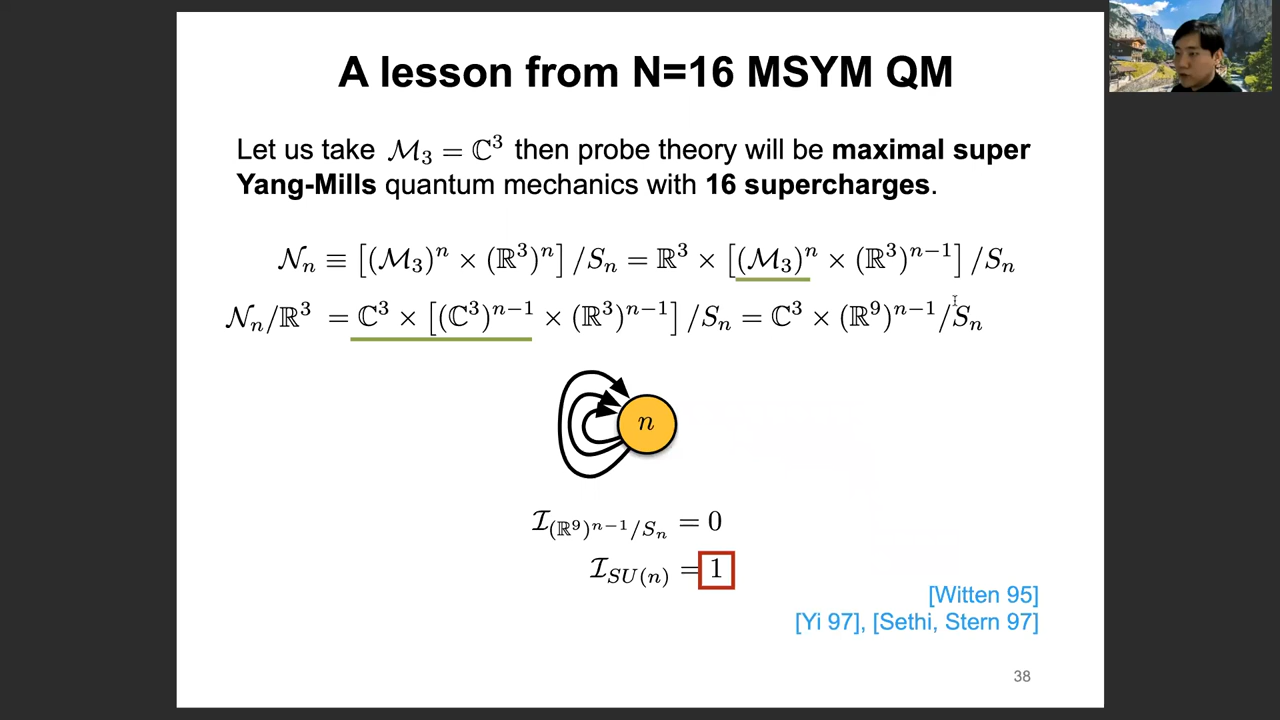 A lesson from N=16 MSYM QM
Let us take $\mathcal{M}_3 = \mathbb{C}^3$ then probe theory will be maximal super
Yang-Mills quantum mechanics with 16 supercharges.
$\mathcal{N}_n \equiv \left[(\mathcal{M}_3)^n \times (\mathbb{R}^3)^n\right]/S_n = \mathbb{R}^3 \times \left[(\mathcal{M}_3)^n \times (\mathbb{R}^3)^{n-1}\right]/S_n$
$\mathcal{N}_n/\mathbb{R}^3 = \mathbb{C}^3 \times \left[(\mathbb{C}^3)^{n-1} \times (\mathbb{R}^3)^{n-1}\right]/S_n = \mathbb{C}^3 \times (\mathbb{R}^9)^{n-1}/S_n$
$n$
$\mathcal{I}_{(\mathbb{R}^9)^{n-1}/S_n} = 0$
$\mathcal{I}_{SU(n)} = 1$
[Witten 95]
[Yi 97], [Sethi, Stern 97]
38